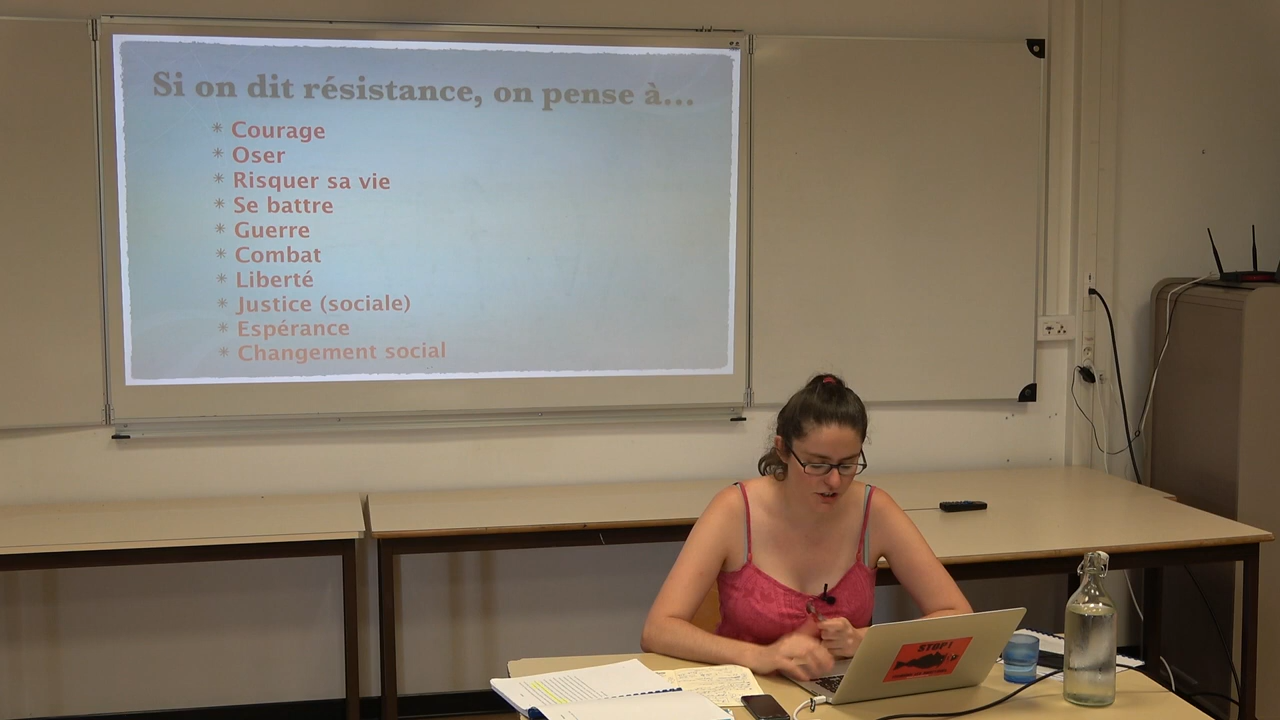 Si on dit résistance, on pense à...
Courage
Oser
Risquer sa vie
Se battre
Guerre
Combat
Liberté
Justice (sociale)
Espérance
Changement social
STOP!